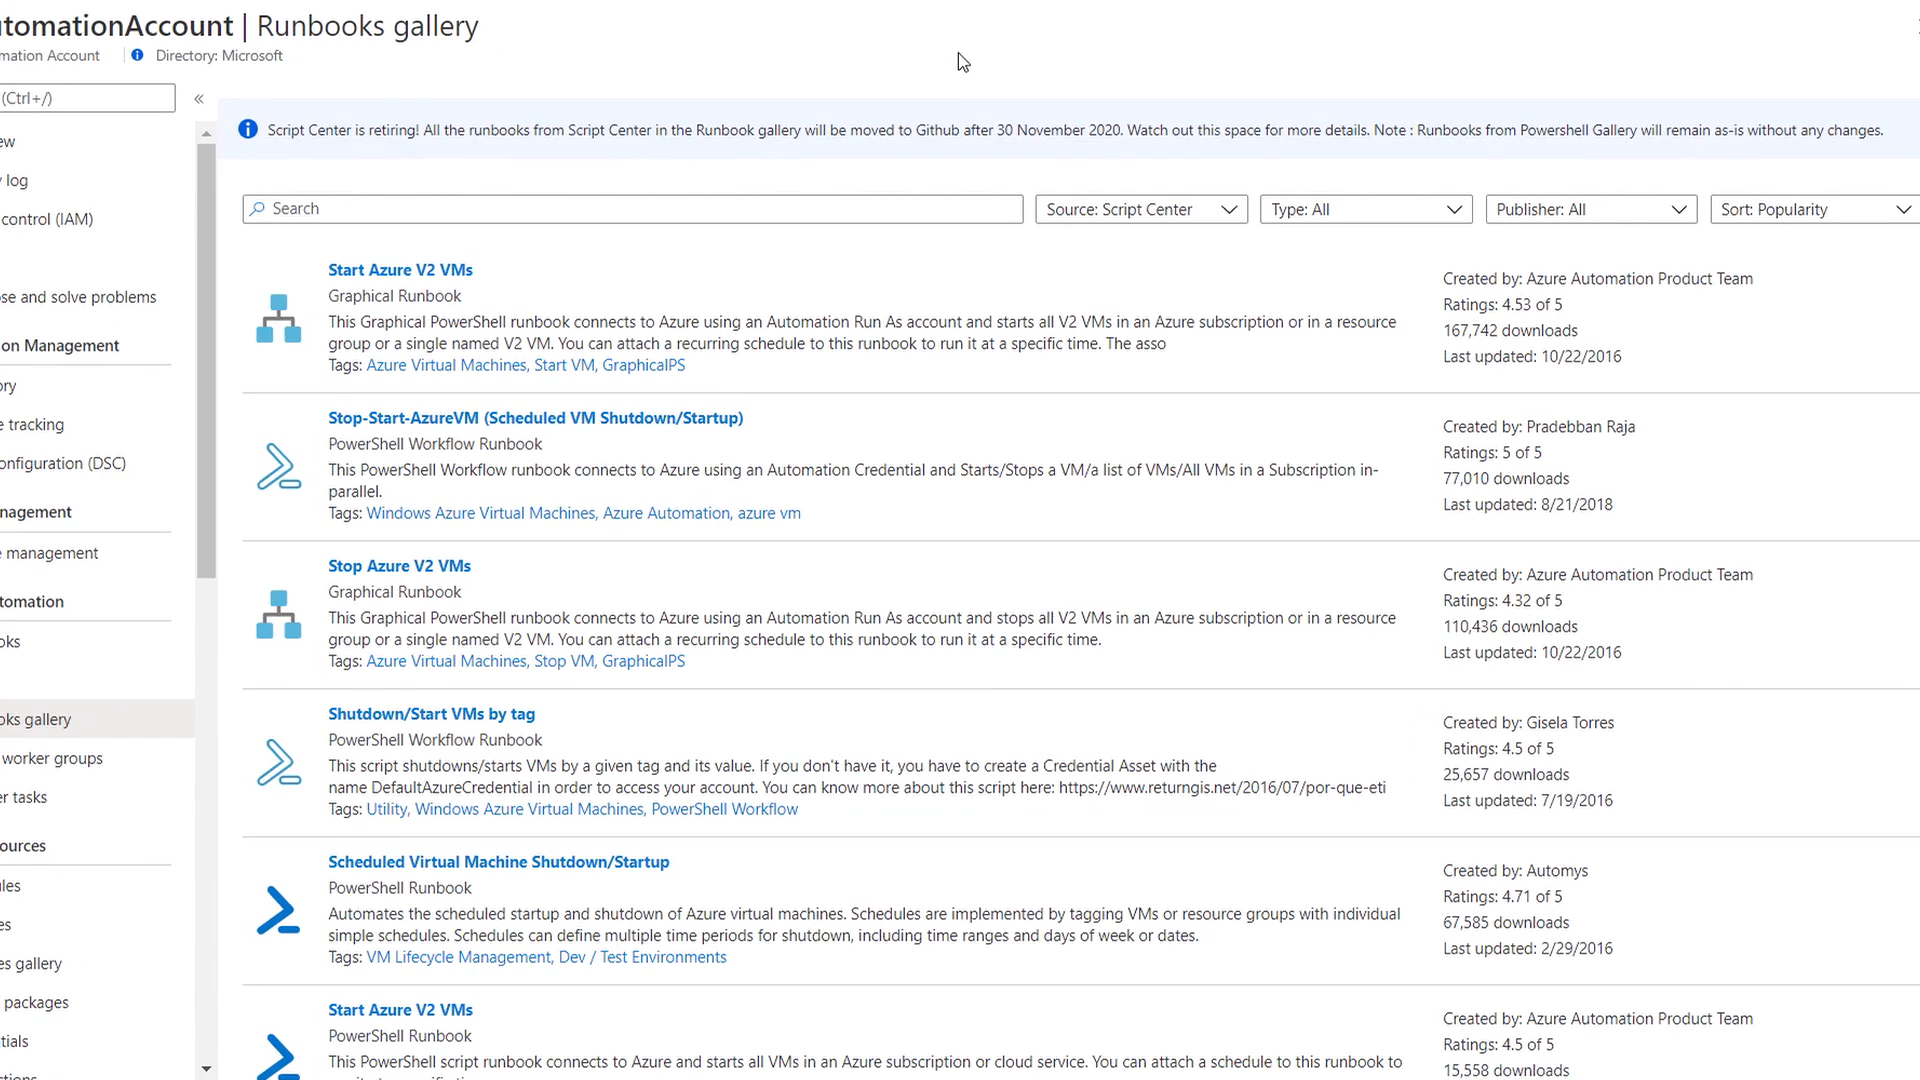 tomationAccount | Runbooks gallery
mation Account
Directory: Microsoft
(Ctrl+/)
«
ew
log
control (IAM)
se and solve problems
on Management
ory
e tracking
onfiguration (DSC)
nagement
e management
tomation
oks
oks gallery
worker groups
er tasks
ources
les
es
es gallery
packages
tials
ctions
Script Center is retiring! All the runbooks from Script Center in the Runbook gallery will be moved to Github after 30 November 2020. Watch out this space for more details. Note : Runbooks from Powershell Gallery will remain as-is without any changes.
Search
Source: Script Center
Type: All
Publisher: All
Sort: Popularity
Start Azure V2 VMs
Graphical Runbook
This Graphical PowerShell runbook connects to Azure using an Automation Run As account and starts all V2 VMs in an Azure subscription or in a resource
group or a single named V2 VM. You can attach a recurring schedule to this runbook to run it at a specific time. The asso
Tags: Azure Virtual Machines, Start VM, GraphicalPS
Created by: Azure Automation Product Team
Ratings: 4.53 of 5
167,742 downloads
Last updated: 10/22/2016
Stop-Start-AzureVM (Scheduled VM Shutdown/Startup)
PowerShell Workflow Runbook
This PowerShell Workflow runbook connects to Azure using an Automation Credential and Starts/Stops a VM/a list of VMs/All VMs in a Subscription in-
parallel.
Tags: Windows Azure Virtual Machines, Azure Automation, azure vm
Created by: Pradebban Raja
Ratings: 5 of 5
77,010 downloads
Last updated: 8/21/2018
Stop Azure V2 VMs
Graphical Runbook
This Graphical PowerShell runbook connects to Azure using an Automation Run As account and stops all V2 VMs in an Azure subscription or in a resource
group or a single named V2 VM. You can attach a recurring schedule to this runbook to run it at a specific time.
Tags: Azure Virtual Machines, Stop VM, GraphicalPS
Created by: Azure Automation Product Team
Ratings: 4.32 of 5
110,436 downloads
Last updated: 10/22/2016
Shutdown/Start VMs by tag
PowerShell Workflow Runbook
This script shutdowns/starts VMs by a given tag and its value. If you don't have it, you have to create a Credential Asset with the
name DefaultAzureCredential in order to access your account. You can know more about this script here: https://www.returngis.net/2016/07/por-que-eti
Tags: Utility, Windows Azure Virtual Machines, PowerShell Workflow
Created by: Gisela Torres
Ratings: 4.5 of 5
25,657 downloads
Last updated: 7/19/2016
Scheduled Virtual Machine Shutdown/Startup
PowerShell Runbook
Automates the scheduled startup and shutdown of Azure virtual machines. Schedules are implemented by tagging VMs or resource groups with individual
simple schedules. Schedules can define multiple time periods for shutdown, including time ranges and days of week or dates.
Tags: VM Lifecycle Management, Dev / Test Environments
Created by: Automys
Ratings: 4.71 of 5
67,585 downloads
Last updated: 2/29/2016
Start Azure V2 VMs
PowerShell Runbook
This PowerShell script runbook connects to Azure and starts all VMs in an Azure subscription or cloud service. You can attach a schedule to this runbook to
Created by: Azure Automation Product Team
Ratings: 4.5 of 5
15,558 downloads